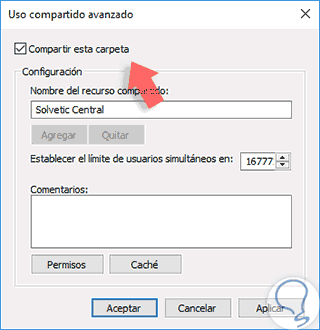 Uso compartido avanzado
Compartir esta carpeta
Configuración
Nombre del recurso compartido:
Solvetic Central
Agregar Quitar
Establecer el límite de usuarios simultáneos en: 16777
Comentarios:
Permisos Caché
Aceptar Cancelar Aplicar